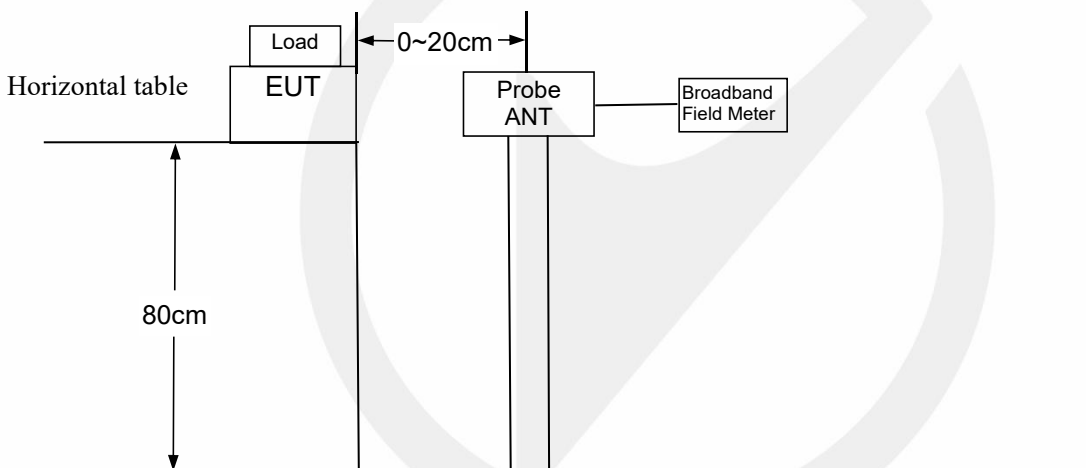 Load
0~20cm
Horizontal table
EUT
Probe
ANT
Broadband
Field Meter
80cm